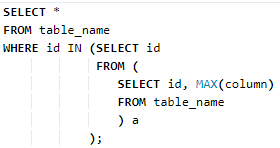 SELECT *
FROM table_name
WHERE id IN (SELECT id
FROM (
SELECT id, MAX(column)
FROM table_name
) a
);